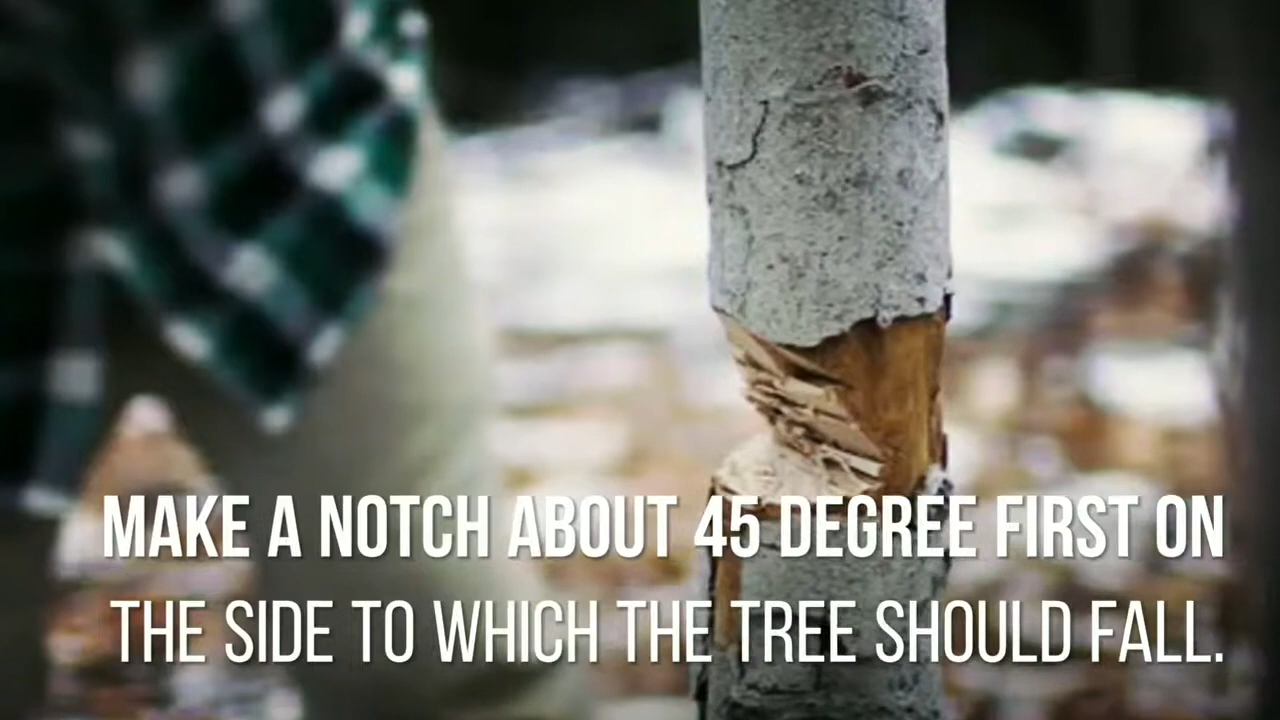 MAKE A NOTCH ABOUT 45 DEGREE FIRST ON
THE SIDE TO WHICH THE TREE SHOULD FALL.